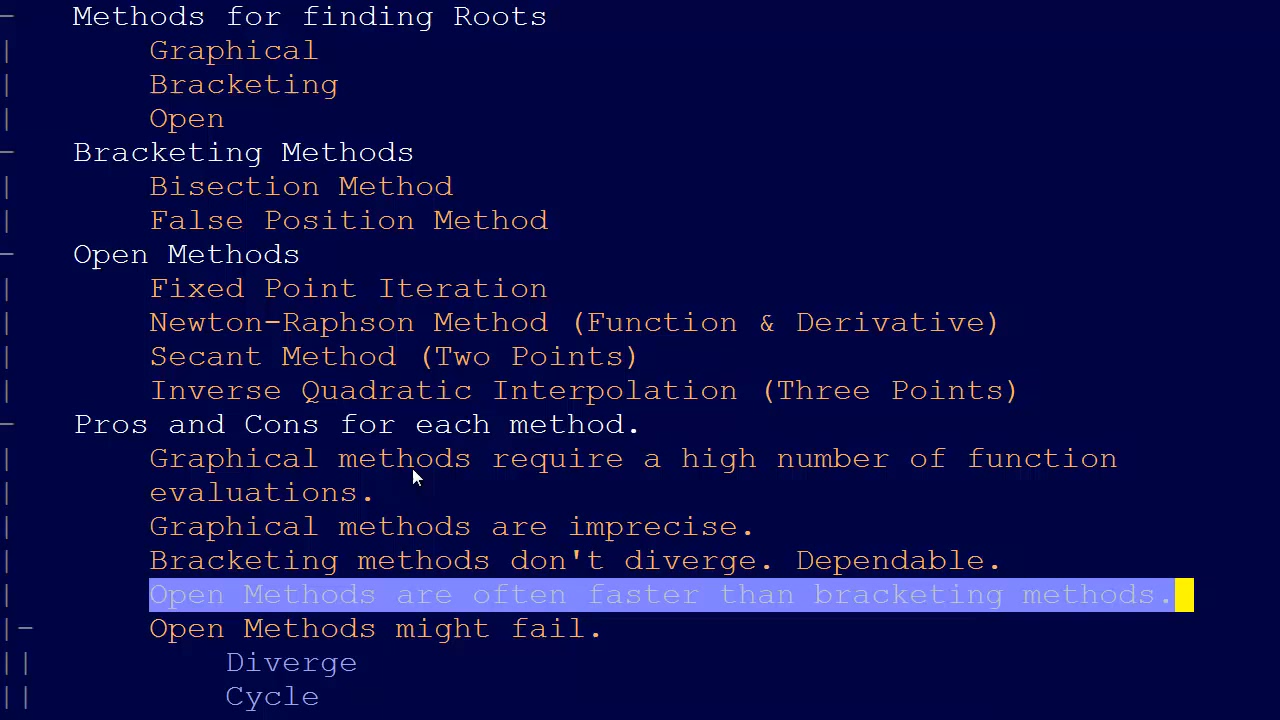 Methods for finding Roots
Graphical
Bracketing
Open
Bracketing Methods
Bisection Method
False Position Method
Open Methods
Fixed Point Iteration
Newton-Raphson Method (Function & Derivative)
Secant Method (Two Points)
Inverse Quadratic Interpolation (Three Points)
Pros and Cons for each method.
Graphical methods require a high number of function
evaluations.
Graphical methods are imprecise.
Bracketing methods don't diverge. Dependable.
Open Methods are often faster than bracketing methods.
Open Methods might fail.
Diverge
Cycle